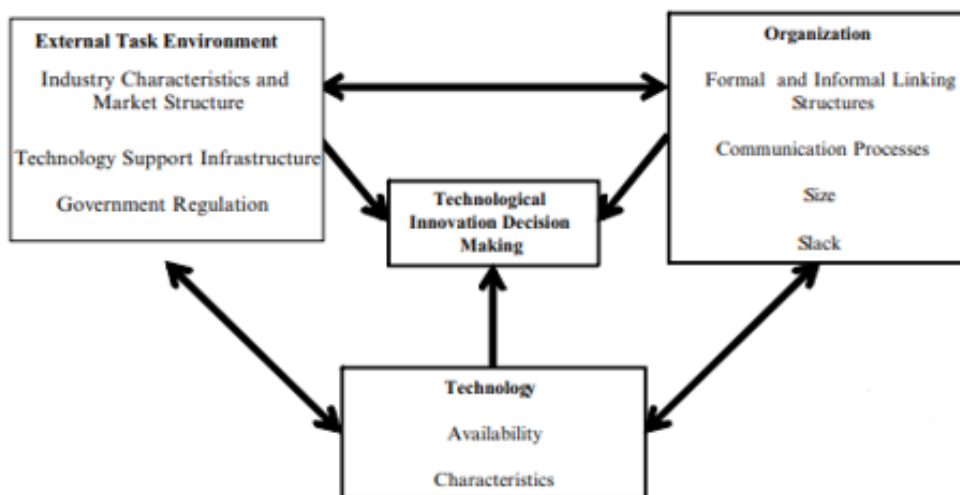 External Task Environment
Industry Characteristics and
Market Structure
Technology Support Infrastructure
Government Regulation
Organization
Formal and Informal Linking
Structures
Communication Processes
Size
Slack
Technological
Innovation Decision
Making
Technology
Availability
Characteristics